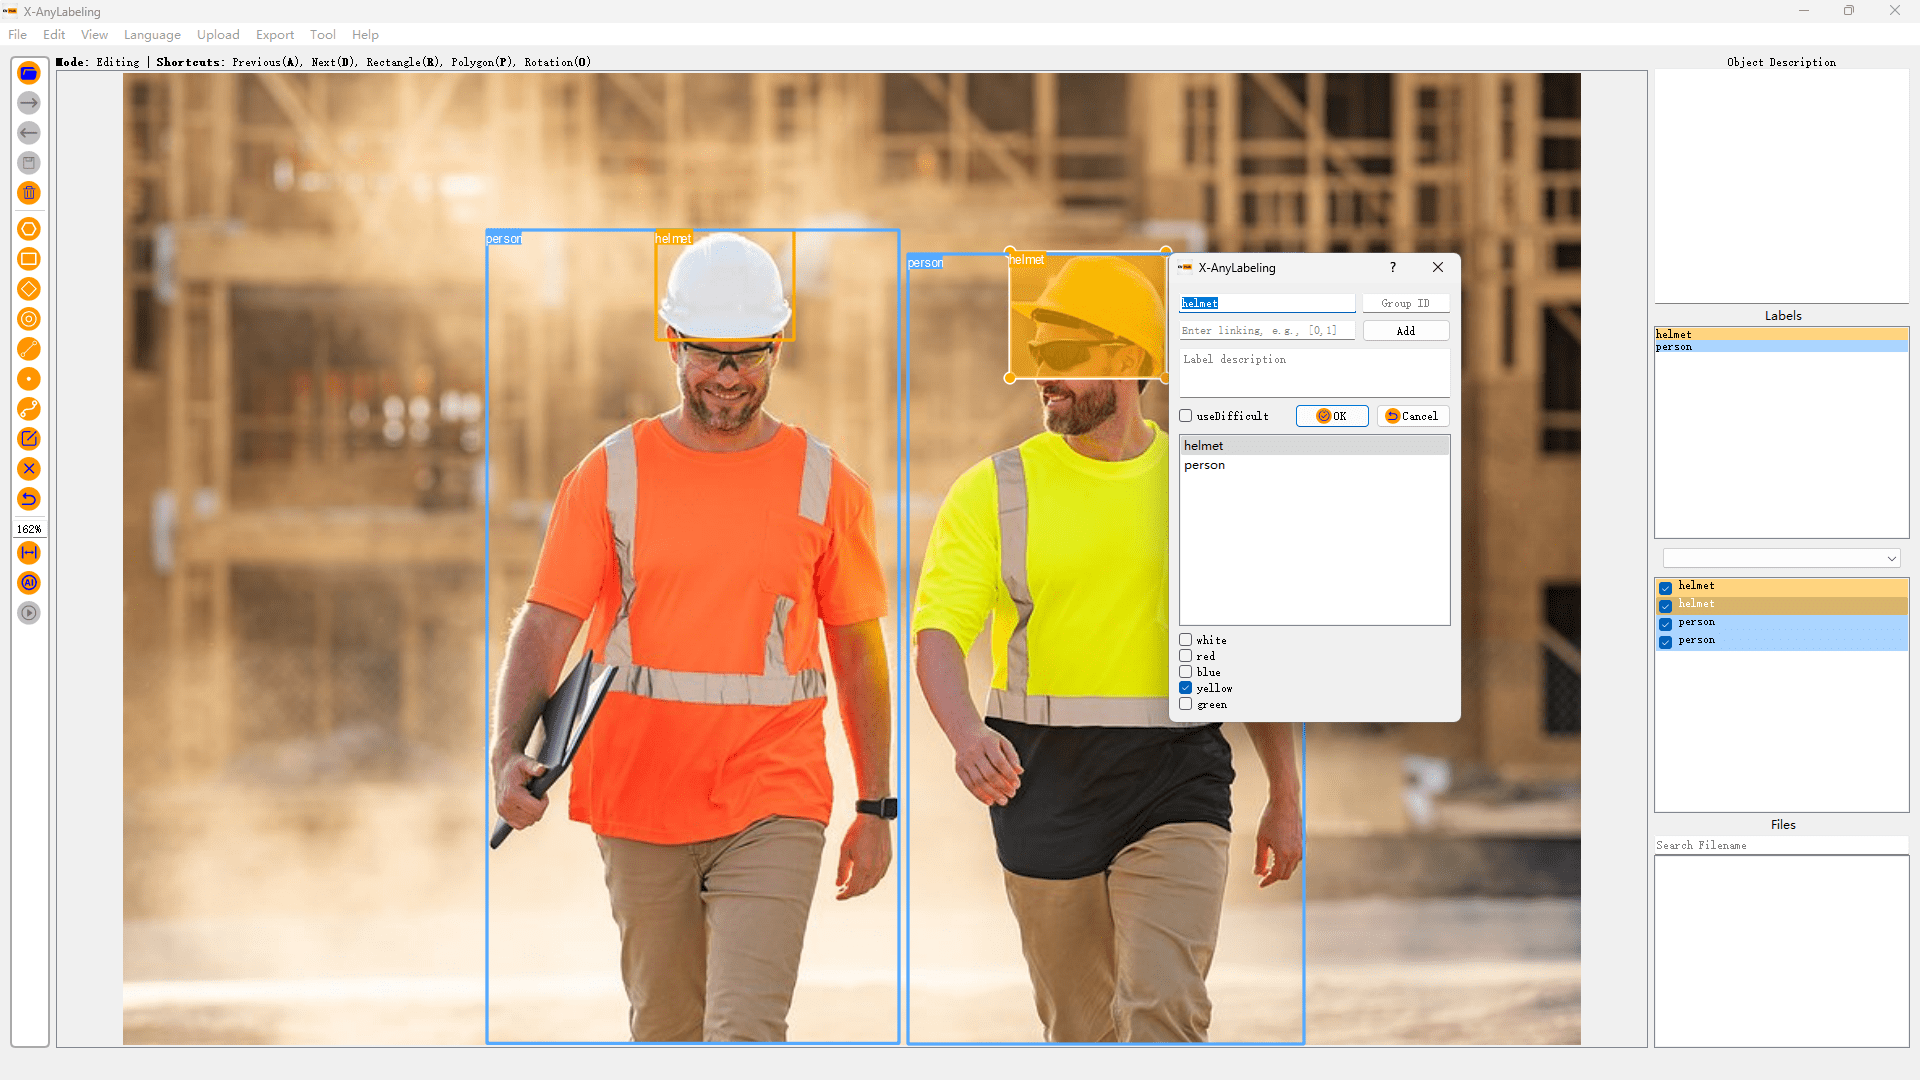 X-AnyLabeling
File Edit View Language Upload Export Tool Help
Mode: Editing | Shortcuts: Previous(A), Next(D), Rectangle(R), Polygon(P), Rotation(O)
162%
AI
person
helmet
person
helmet
X-AnyLabeling ?
helmet Group ID
Enter linking, e.g., [0,1] Add
Label description
useDifficult OK Cancel
helmet
person
white
red
blue
yellow
green
Object Description
Labels
helmet
person
helmet
helmet
person
person
Files
Search Filename